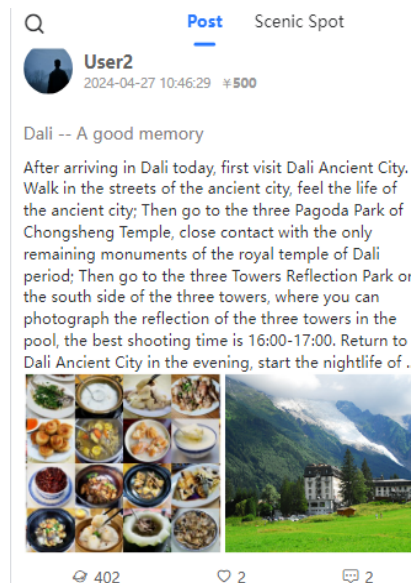 Post Scenic Spot
User2
2024-04-27 10:46:29 ¥500
Dali -- A good memory
After arriving in Dali today, first visit Dali Ancient City.
Walk in the streets of the ancient city, feel the life of
the ancient city; Then go to the three Pagoda Park of
Chongsheng Temple, close contact with the only
remaining monuments of the royal temple of Dali
period; Then go to the three Towers Reflection Park or
the south side of the three towers, where you can
photograph the reflection of the three towers in the
pool, the best shooting time is 16:00-17:00. Return to
Dali Ancient City in the evening, start the nightlife of .
402 2 2